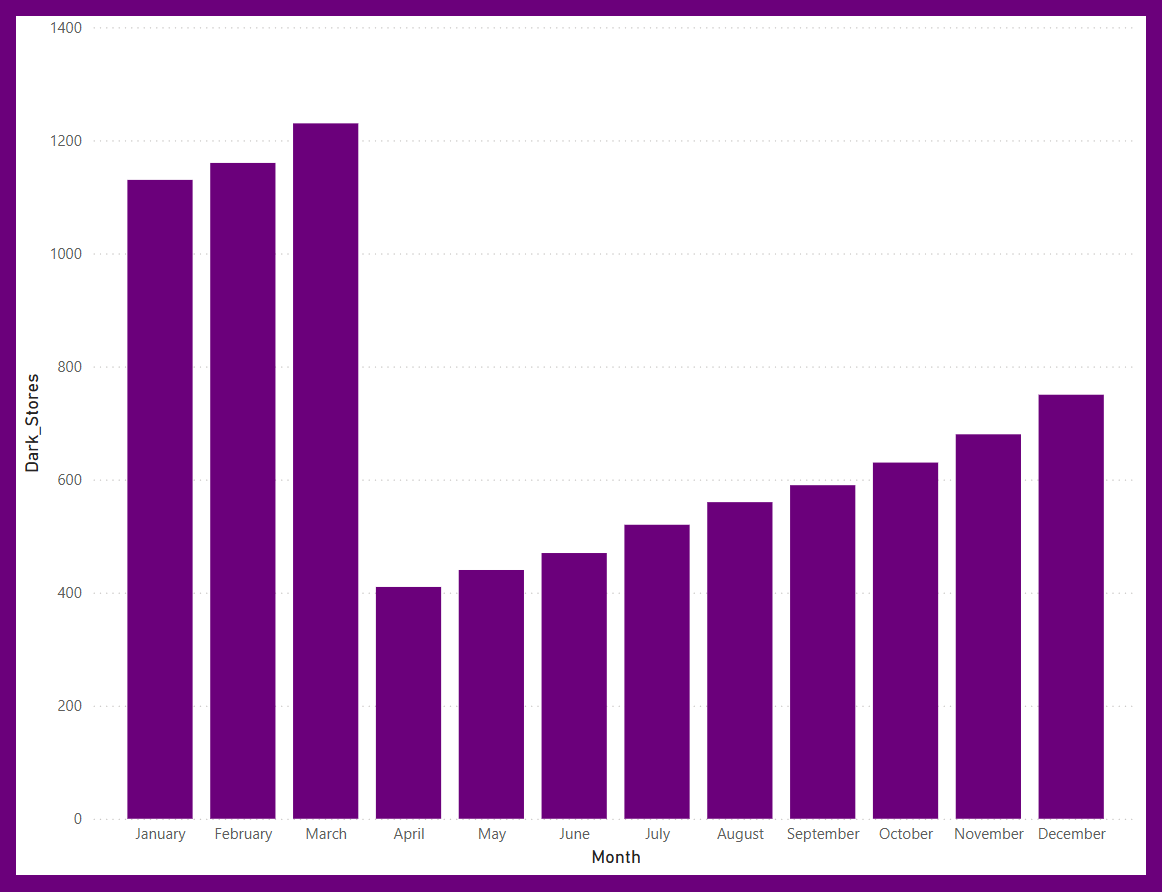 1400
1200
1000
800
600
400
200
0
Dark_Stores
January February March April May June July August September October November December
Month